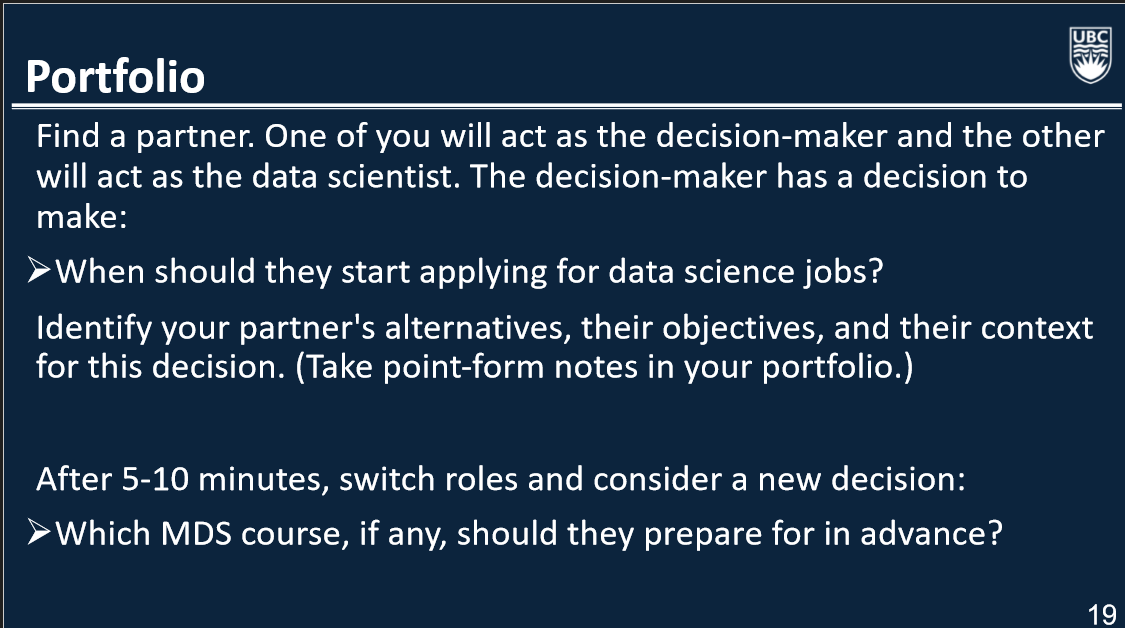 UBC
Portfolio
Find a partner. One of you will act as the decision-maker and the other
will act as the data scientist. The decision-maker has a decision to
make:
➢When should they start applying for data science jobs?
Identify your partner's alternatives, their objectives, and their context
for this decision. (Take point-form notes in your portfolio.)
After 5-10 minutes, switch roles and consider a new decision:
➢Which MDS course, if any, should they prepare for in advance?
19